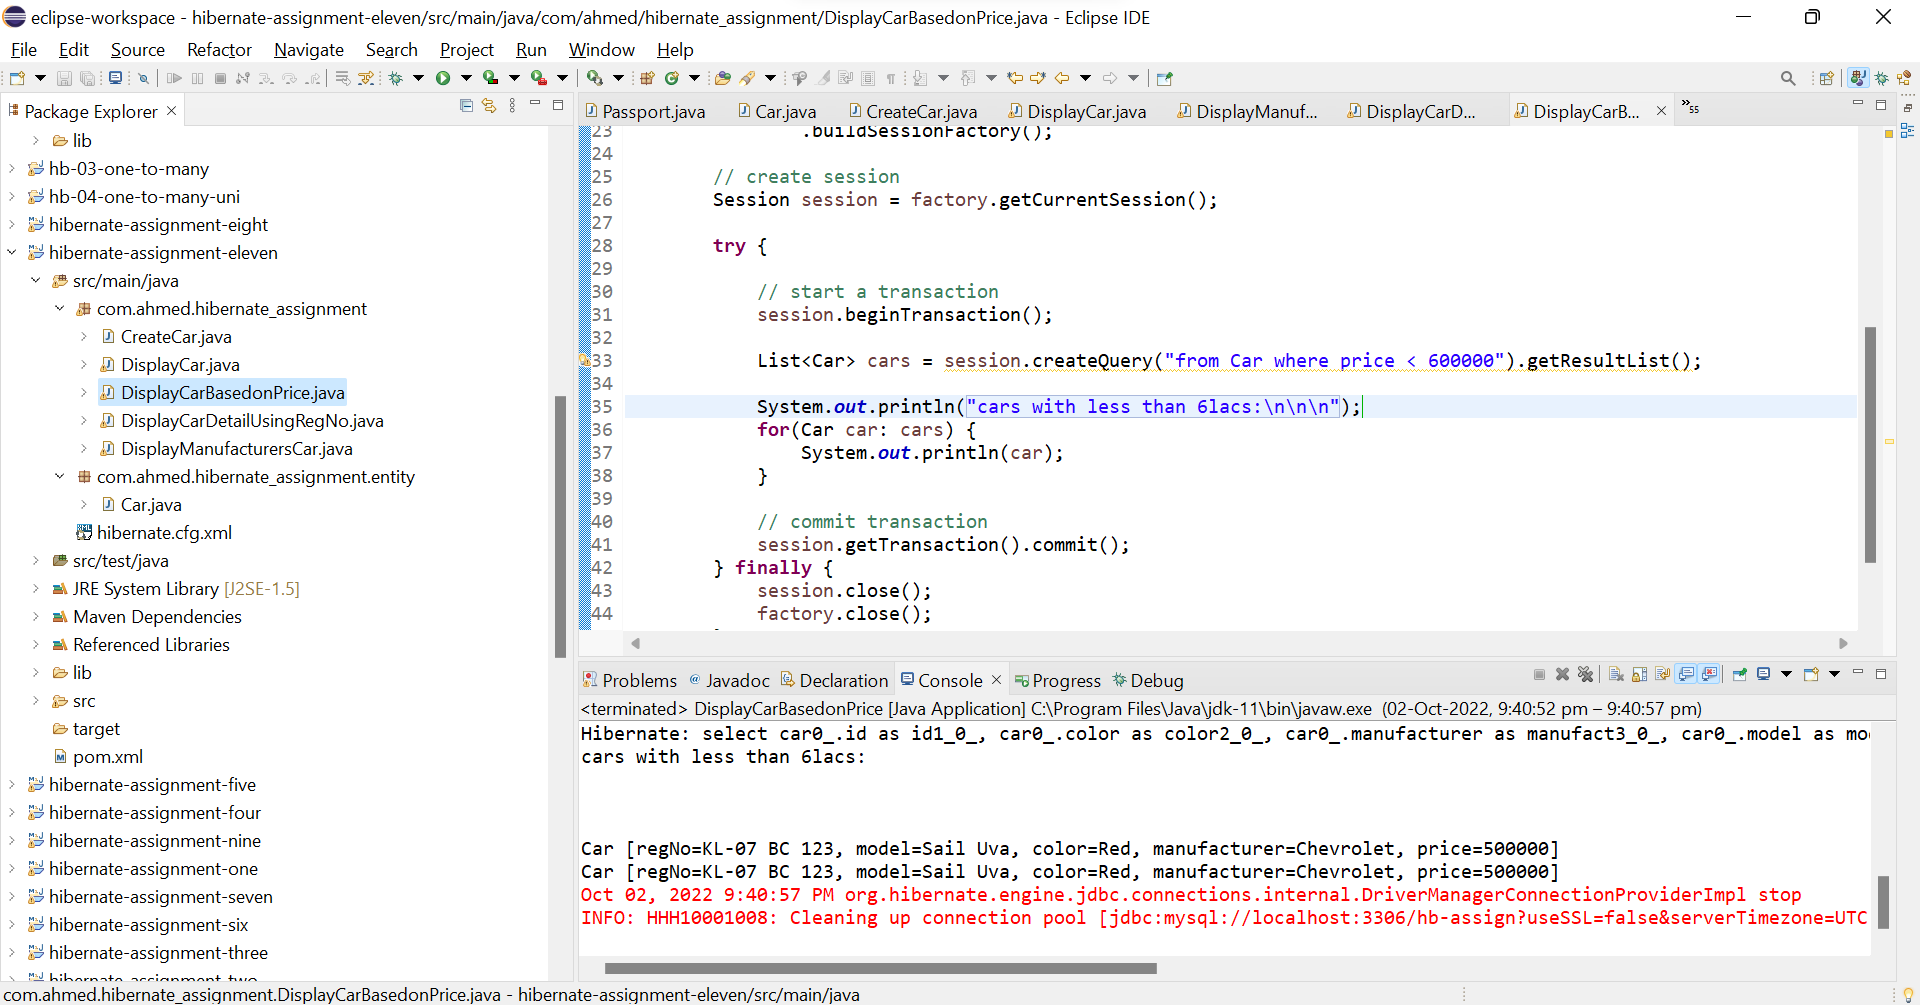 eclipse-workspace - hibernate-assignment-eleven/src/main/java/com/ahmed/hibernate_assignment/DisplayCarBasedonPrice.java - Eclipse IDE
File Edit Source Refactor Navigate Search Project Run Window Help
Package Explorer
lib
hb-03-one-to-many
hb-04-one-to-many-uni
hibernate-assignment-eight
hibernate-assignment-eleven
src/main/java
com.ahmed.hibernate_assignment
CreateCar.java
DisplayCar.java
DisplayCarBasedonPrice.java
DisplayCarDetailUsingRegNo.java
DisplayManufacturersCar.java
com.ahmed.hibernate_assignment.entity
Car.java
hibernate.cfg.xml
src/test/java
JRE System Library [J2SE-1.5]
Maven Dependencies
Referenced Libraries
lib
src
target
pom.xml
hibernate-assignment-five
hibernate-assignment-four
hibernate-assignment-nine
hibernate-assignment-one
hibernate-assignment-seven
hibernate-assignment-six
hibernate-assignment-three
hibernate-assignment-two
Passport.java Car.java CreateCar.java DisplayCar.java DisplayManuf... DisplayCarD... DisplayCarB... »55
23 .buildSessionFactory();
24
25 // create session
26 Session session = factory.getCurrentSession();
27
28 try {
29
30 // start a transaction
31 session.beginTransaction();
32
33 List<Car> cars = session.createQuery("from Car where price < 600000").getResultList();
34
35 System.out.println("cars with less than 6lacs:\n\n\n");
36 for(Car car: cars) {
37 System.out.println(car);
38 }
39
40 // commit transaction
41 session.getTransaction().commit();
42 } finally {
43 session.close();
44 factory.close();
Problems @ Javadoc Declaration Console Progress Debug
<terminated> DisplayCarBasedonPrice [Java Application] C:\Program Files\Java\jdk-11\bin\javaw.exe (02-Oct-2022, 9:40:52 pm – 9:40:57 pm)
Hibernate: select car0_.id as id1_0_, car0_.color as color2_0_, car0_.manufacturer as manufact3_0_, car0_.model as mo
cars with less than 6lacs:
Car [regNo=KL-07 BC 123, model=Sail Uva, color=Red, manufacturer=Chevrolet, price=500000]
Car [regNo=KL-07 BC 123, model=Sail Uva, color=Red, manufacturer=Chevrolet, price=500000]
Oct 02, 2022 9:40:57 PM org.hibernate.engine.jdbc.connections.internal.DriverManagerConnectionProviderImpl stop
INFO: HHH10001008: Cleaning up connection pool [jdbc:mysql://localhost:3306/hb-assign?useSSL=false&serverTimezone=UTC
com.ahmed.hibernate_assignment.DisplayCarBasedonPrice.java - hibernate-assignment-eleven/src/main/java